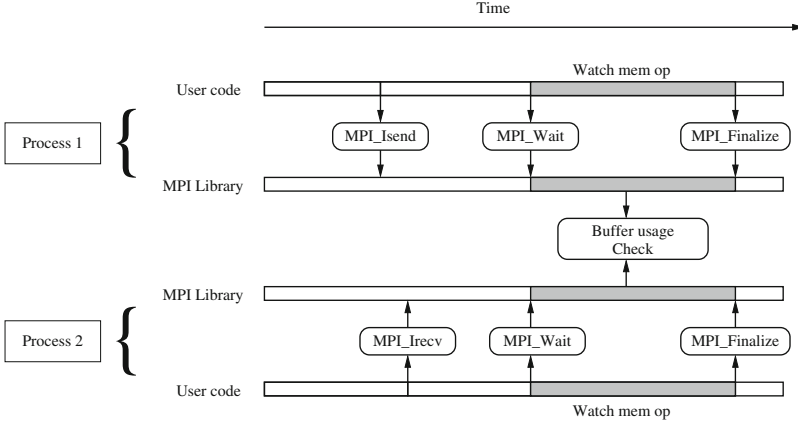 Time
Watch mem op
User code
MPI_Isend
MPI_Wait
MPI_Finalize
Process 1
MPI Library
Buffer usage
Check
MPI Library
Process 2
MPI_Irecv
MPI_Wait
MPI_Finalize
User code
Watch mem op